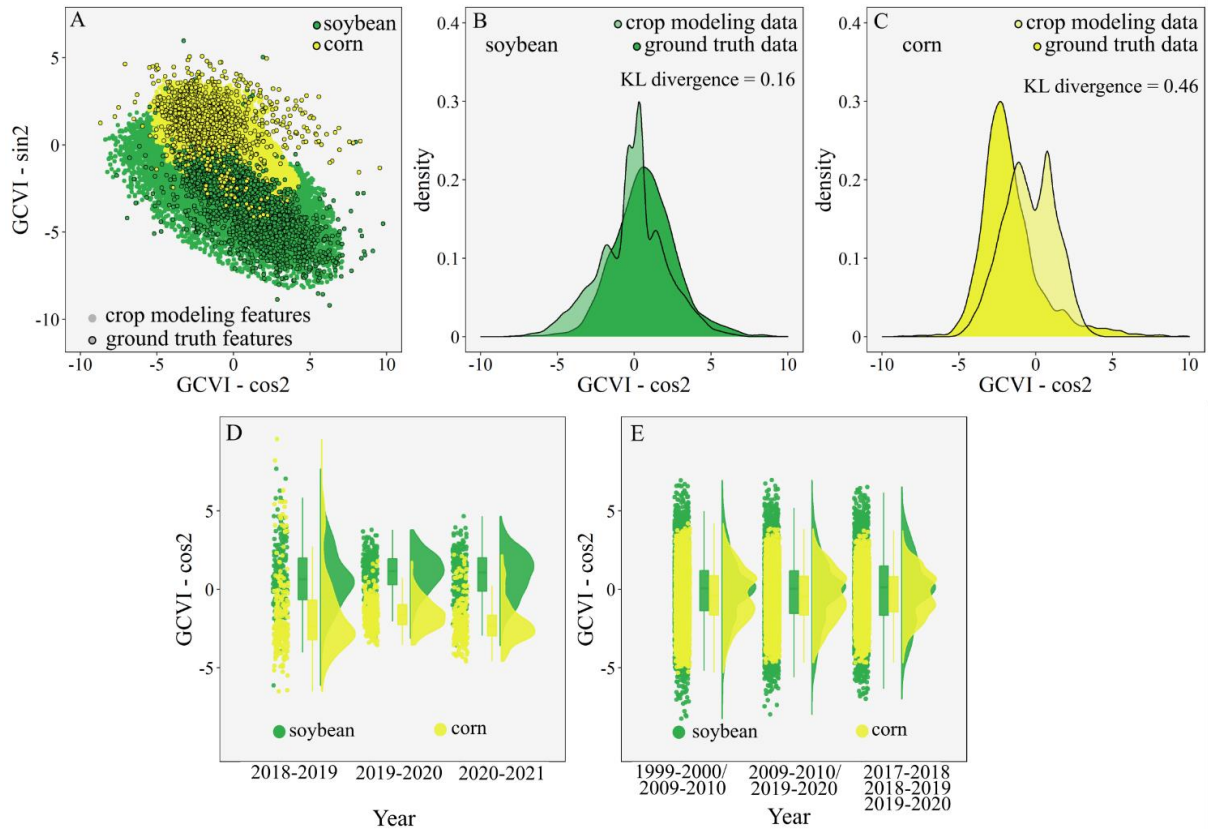 A
soybean
corn
GCVI - sin2
5
0
-5
-10
crop modeling features
ground truth features
-5
0
5
10
GCVI - cos2
B
soybean
crop modeling data
ground truth data
KL divergence = 0.16
density
0.4
0.3
0.2
0.1
0
-10
-5
0
5
10
GCVI - cos2
C
corn
crop modeling data
ground truth data
KL divergence = 0.46
density
0.4
0.3
0.2
0.1
0
-10
-5
0
5
10
GCVI - cos2
D
GCVI - cos2
5
0
-5
soybean
corn
2018-2019
2019-2020
2020-2021
Year
E
GCVI - cos2
5
0
-5
soybean
corn
1999-2000/
2009-2010
2009-2010/
2019-2020
2017-2018
2018-2019
2019-2020
Year